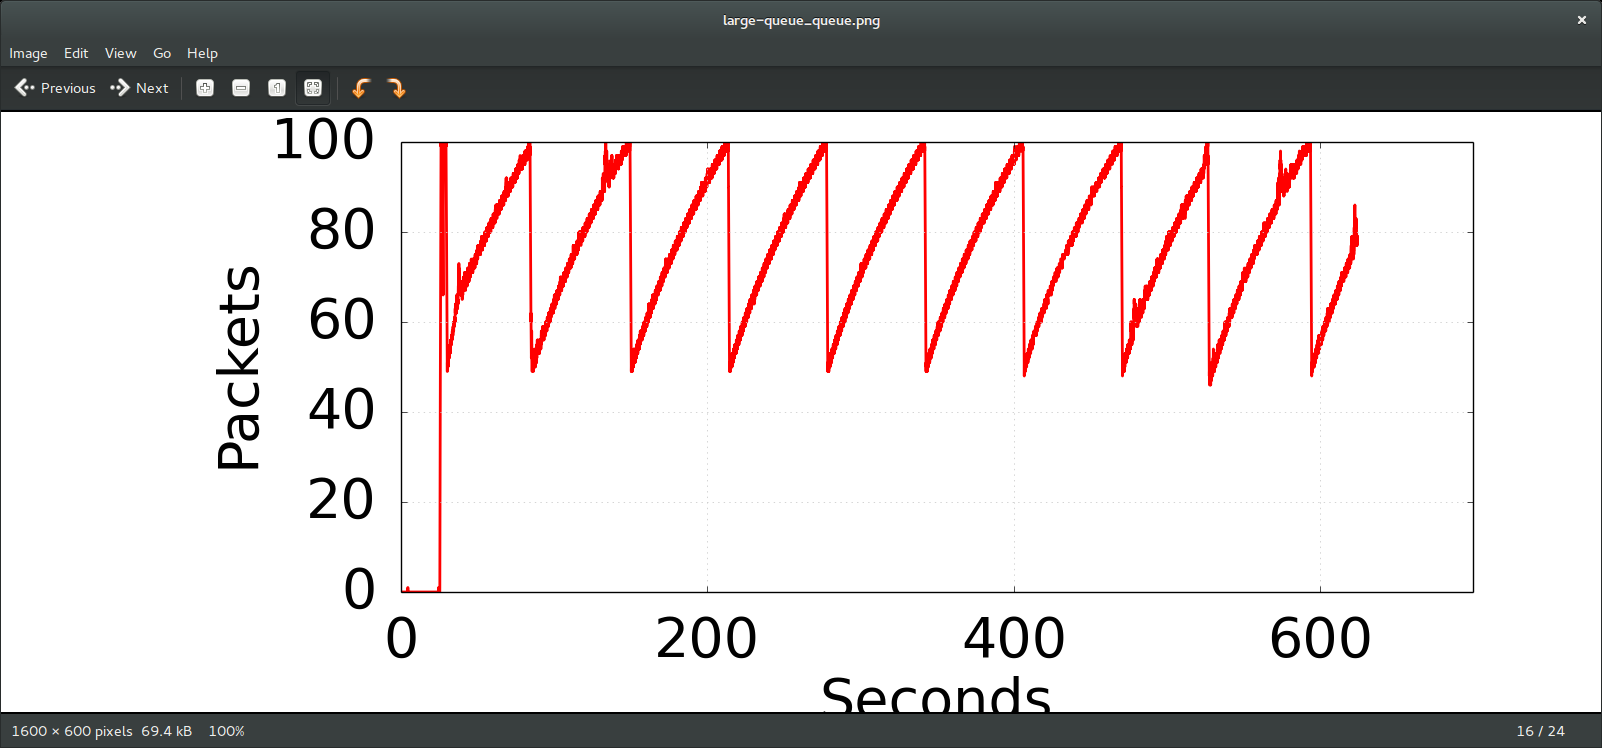 large-queue_queue.png
Image Edit View Go Help
Previous Next
100
80
60
40
20
0
Packets
0 200 400 600
Seconds
1600 × 600 pixels 69.4 kB 100% 16 / 24